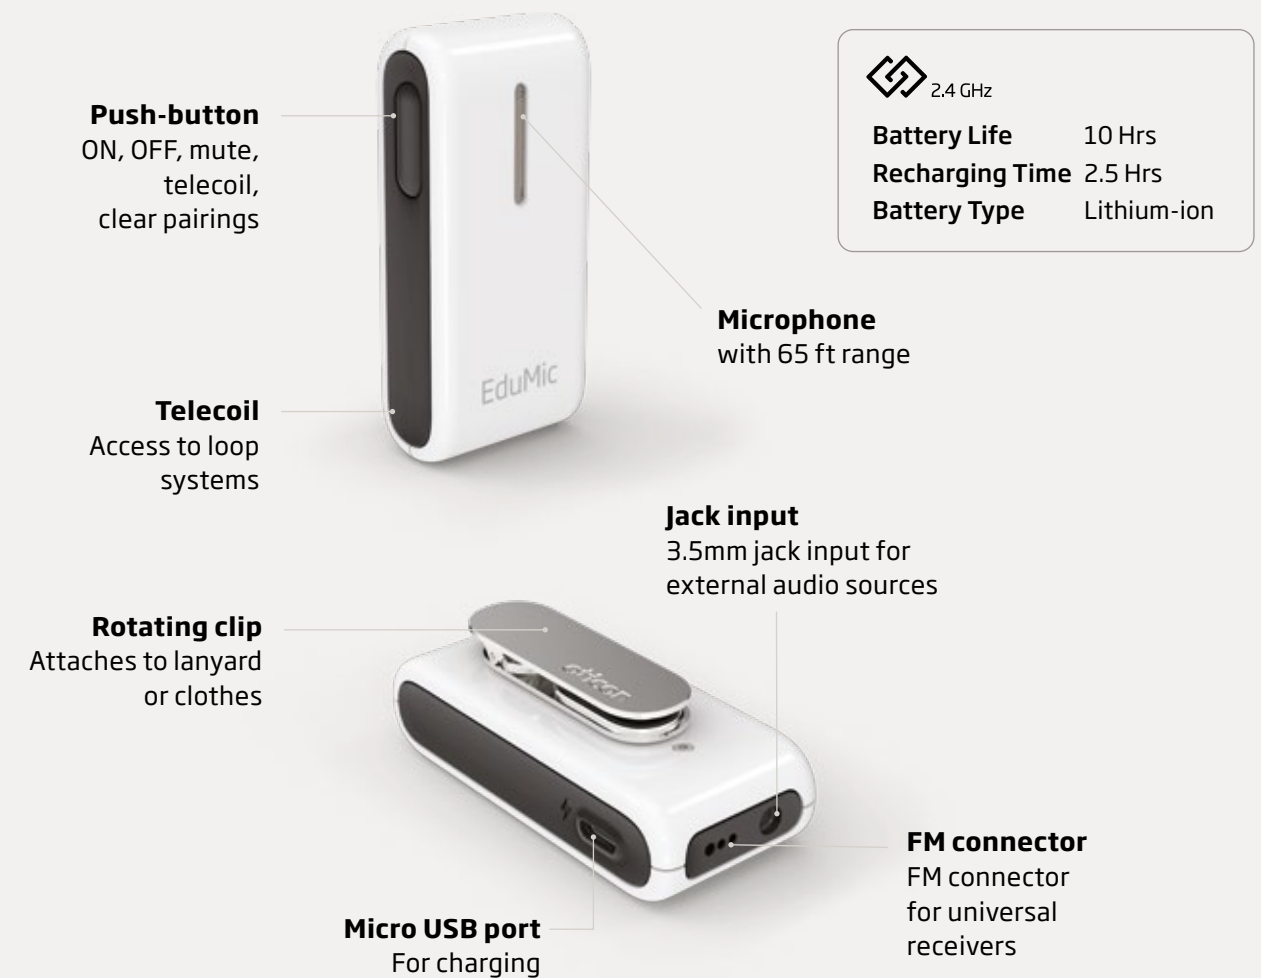 Push-button
ON, OFF, mute,
telecoil,
clear pairings
2.4 GHz
Battery Life 10 Hrs
Recharging Time 2.5 Hrs
Battery Type Lithium-ion
Microphone
with 65 ft range
EduMic
Telecoil
Access to loop
systems
Jack input
3.5mm jack input for
external audio sources
Rotating clip
Attaches to lanyard
or clothes
oticon
FM connector
FM connector
for universal
receivers
Micro USB port
For charging